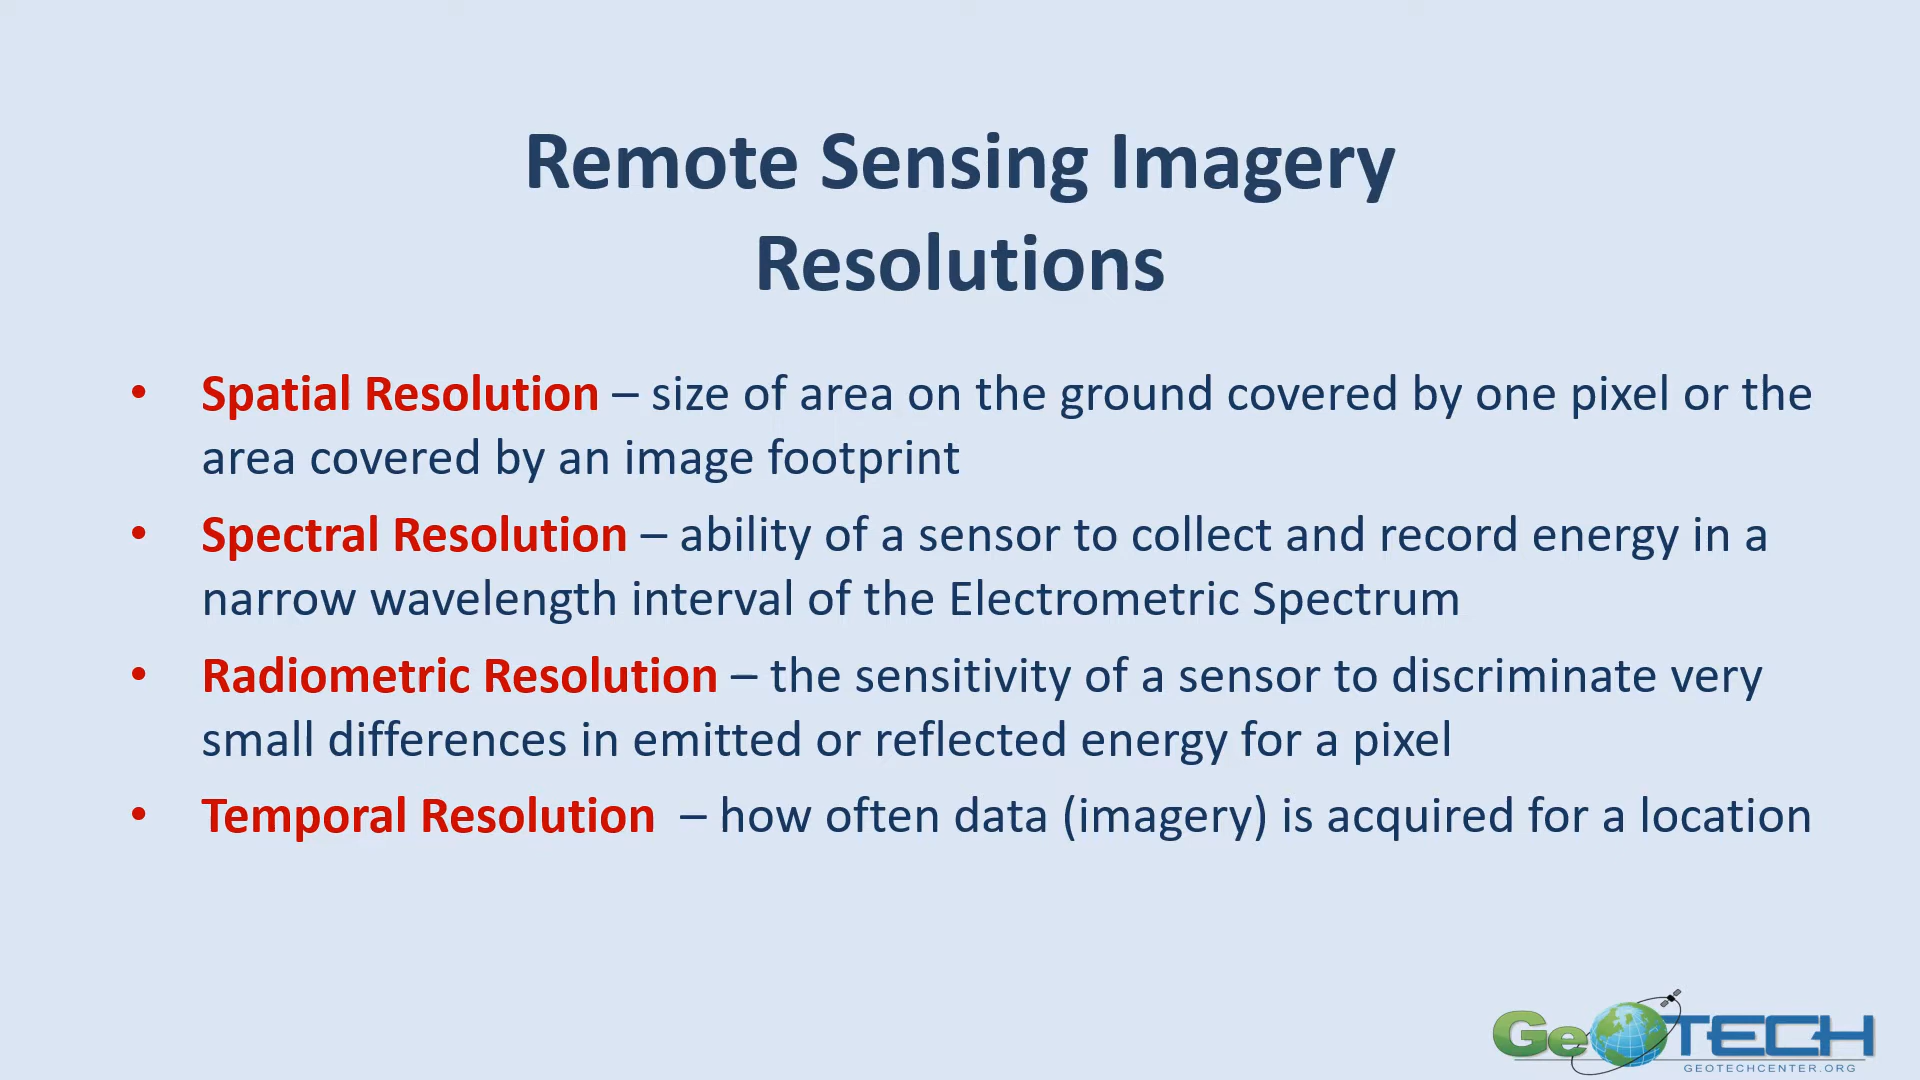 Remote Sensing Imagery
Resolutions
• Spatial Resolution – size of area on the ground covered by one pixel or the
area covered by an image footprint
• Spectral Resolution – ability of a sensor to collect and record energy in a
narrow wavelength interval of the Electrometric Spectrum
• Radiometric Resolution – the sensitivity of a sensor to discriminate very
small differences in emitted or reflected energy for a pixel
• Temporal Resolution – how often data (imagery) is acquired for a location
GeoTECH
GEOTECHCENTER.ORG